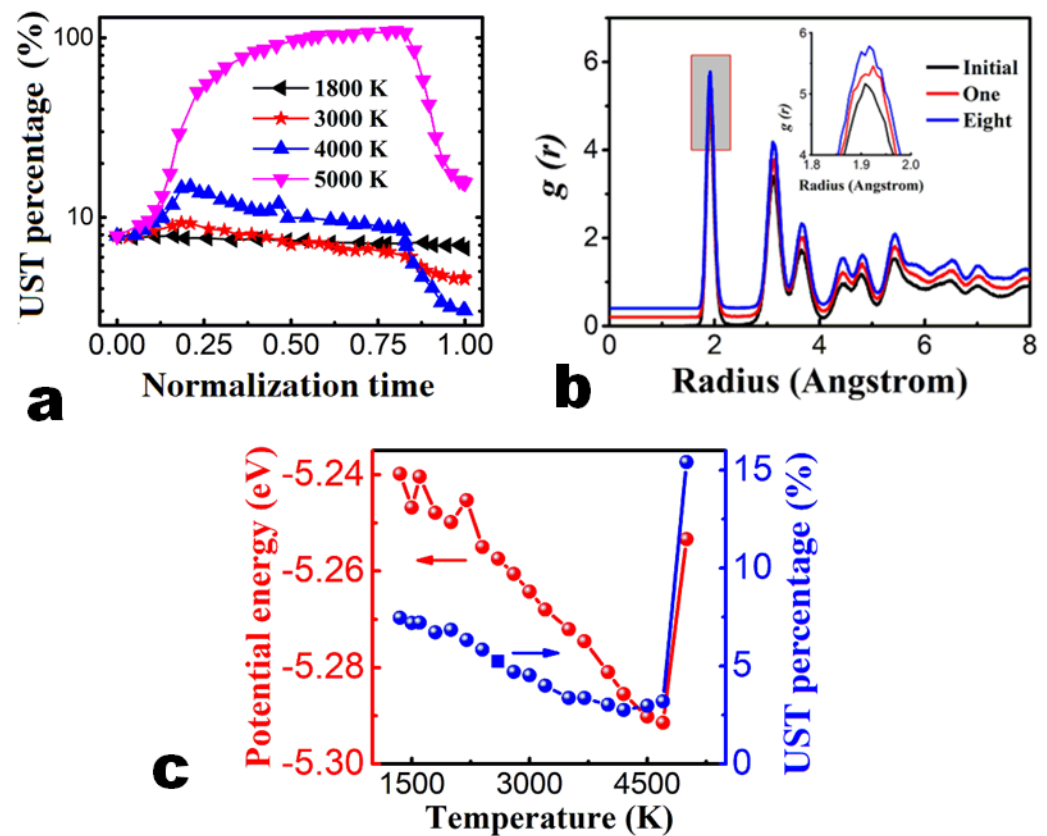 UST percentage (%)
100
10
1800 K
3000 K
4000 K
5000 K
0.00 0.25 0.50 0.75 1.00
Normalization time
a
g (r)
6
4
2
0
0 2 4 6 8
Radius (Angstrom)
Initial
One
Eight
g (r)
6
5
4
1.8 1.9 2.0
Radius (Angstrom)
b
Potential energy (eV)
-5.24
-5.26
-5.28
-5.30
15
10
5
0
UST percentage (%)
1500 3000 4500
Temperature (K)
c